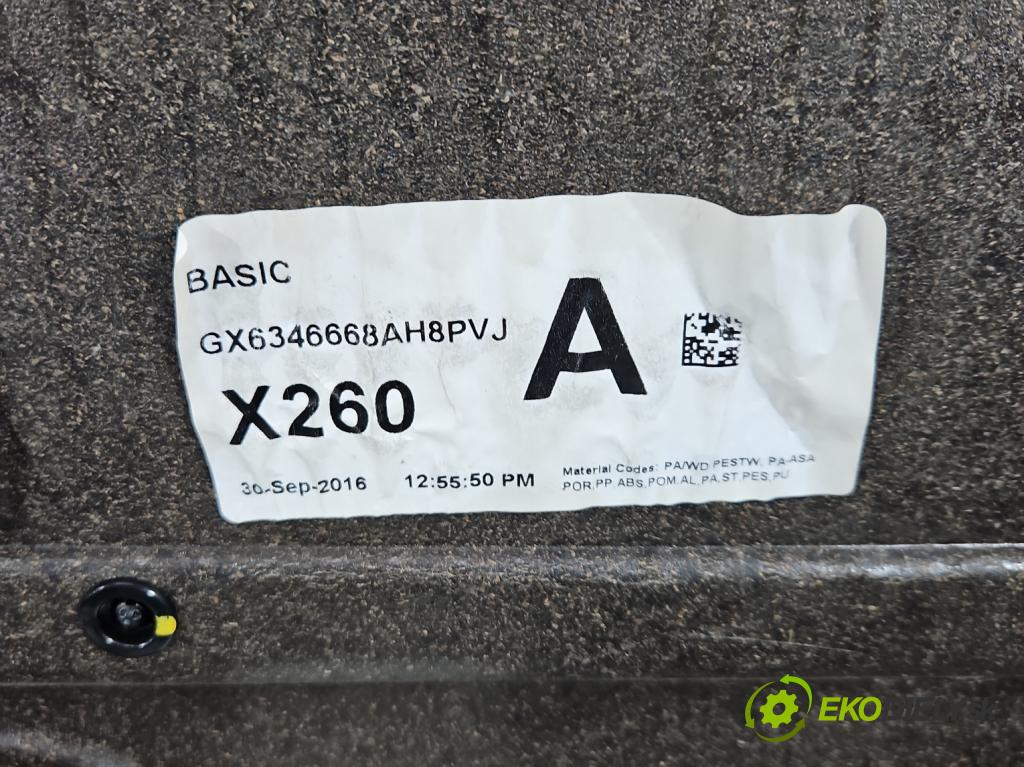 BASIC
GX6346668AH8PVJ
A
X260
30-Sep-2016 12:55:50 PM
Material Codes: PA/WD,PESTW, PA-ASA
POR,PP,ABS,POM,AL,PA,ST,PES,PU
EKO